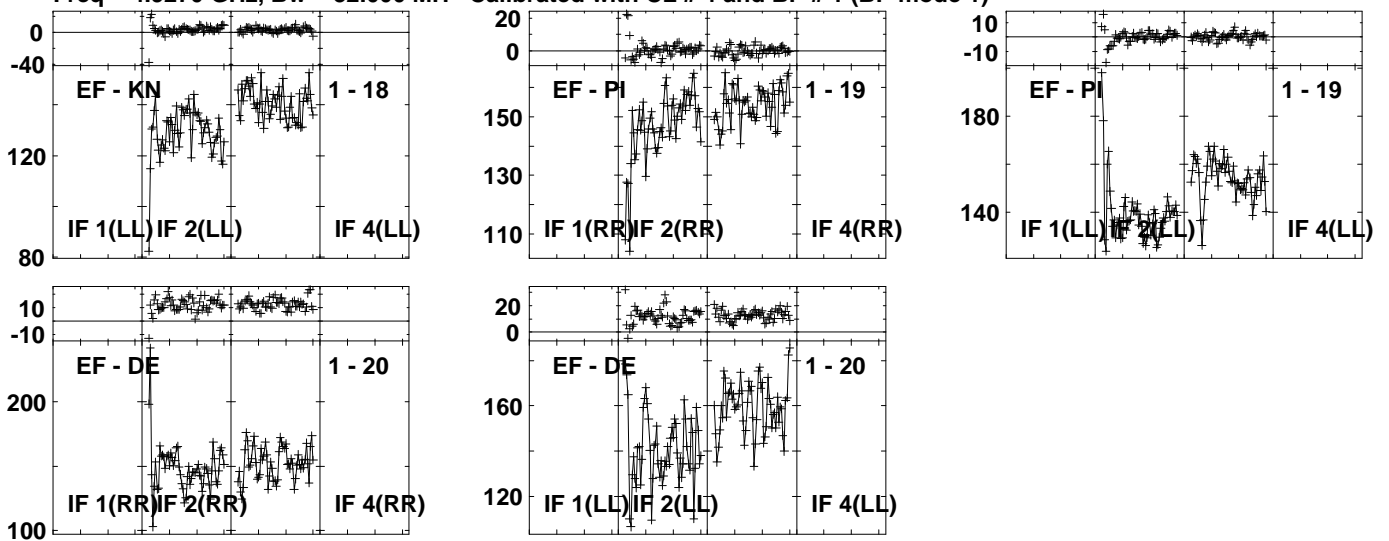 0
-40
EF - KN
1 - 18
120
80
IF 1(LL)
IF 2(LL)
IF 4(LL)
20
0
EF - PI
1 - 19
150
130
110
IF 1(RR)
IF 2(RR)
IF 4(RR)
10
-10
EF - PI
1 - 19
180
140
IF 1(LL)
IF 2(LL)
IF 4(LL)
10
-10
EF - DE
1 - 20
200
100
IF 1(RR)
IF 2(RR)
IF 4(RR)
20
0
EF - DE
1 - 20
160
120
IF 1(LL)
IF 2(LL)
IF 4(LL)